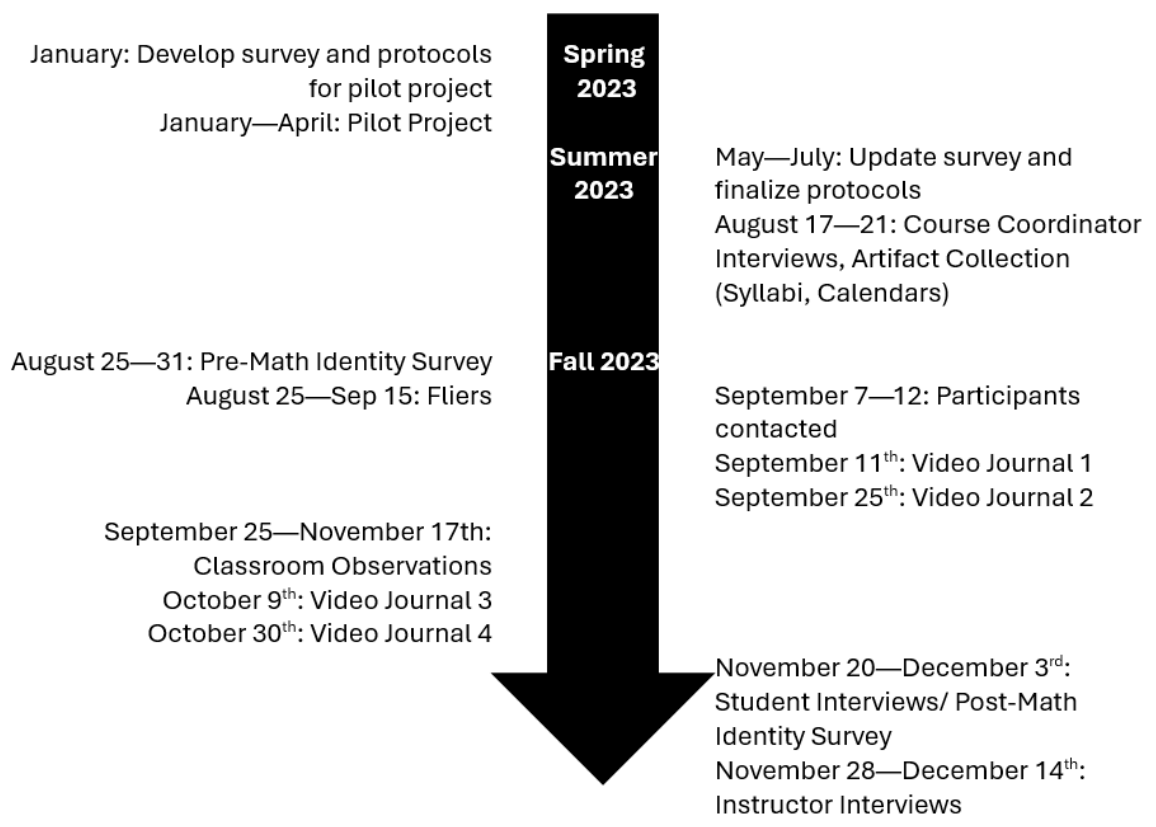 January: Develop survey and protocols
for pilot project
January—April: Pilot Project
Spring
2023
Summer
2023
May—July: Update survey and
finalize protocols
August 17—21: Course Coordinator
Interviews, Artifact Collection
(Syllabi, Calendars)
August 25—31: Pre-Math Identity Survey
August 25—Sep 15: Fliers
Fall 2023
September 7—12: Participants
contacted
September 11th: Video Journal 1
September 25th: Video Journal 2
September 25—November 17th:
Classroom Observations
October 9th: Video Journal 3
October 30th: Video Journal 4
November 20—December 3rd:
Student Interviews/ Post-Math
Identity Survey
November 28—December 14th:
Instructor Interviews